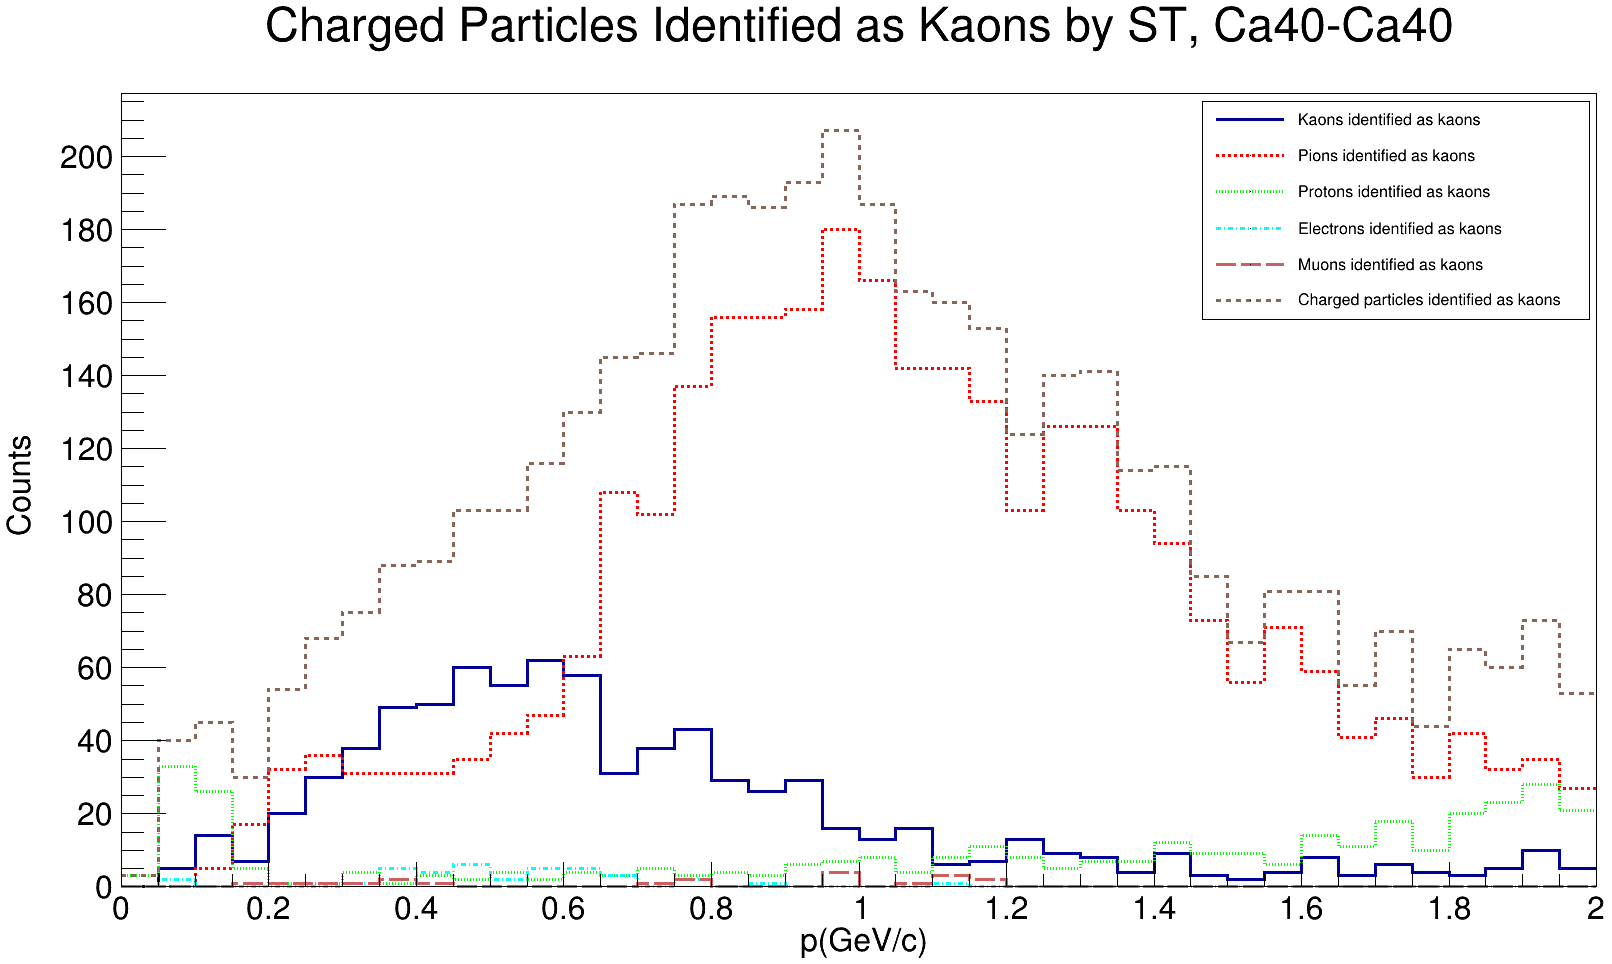 Charged Particles Identified as Kaons by ST, Ca40-Ca40
Kaons identified as kaons
Pions identified as kaons
Protons identified as kaons
Electrons identified as kaons
Muons identified as kaons
Charged particles identified as kaons
Counts
200
180
160
140
120
100
80
60
40
20
0
0 0.2 0.4 0.6 0.8 1 1.2 1.4 1.6 1.8 2
p(GeV/c)